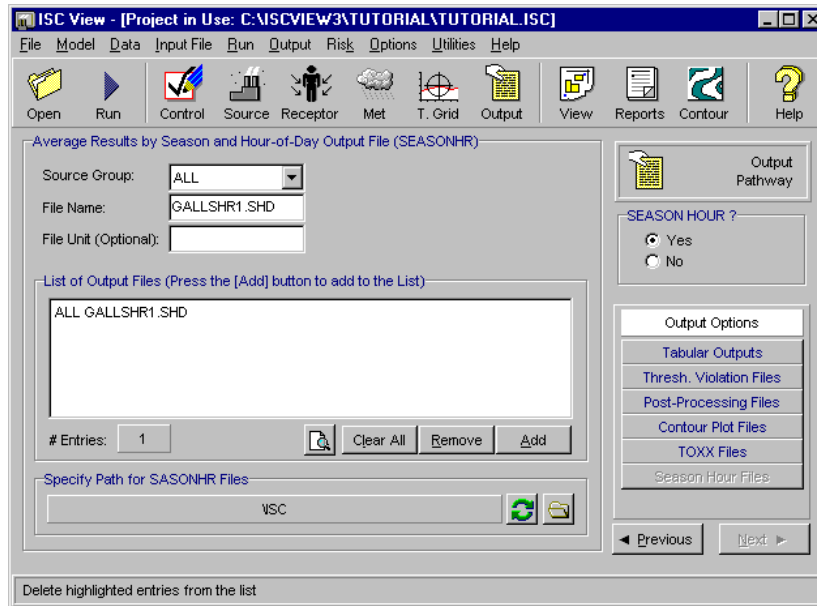 ISC View - [Project in Use: C:\ISCVIEW3\TUTORIAL\TUTORIAL.ISC]
File Model Data Input File Run Output Risk Options Utilities Help
Open Run Control Source Receptor Met T. Grid Output View Reports Contour Help
Average Results by Season and Hour-of-Day Output File (SEASONHR)
Source Group: ALL
File Name: GALLSHR1.SHD
File Unit (Optional):
List of Output Files (Press the [Add] button to add to the List)
ALL GALLSHR1.SHD
# Entries: 1
Clear All Remove Add
Specify Path for SASONHR Files
\ISC
Output
Pathway
SEASON HOUR ?
Yes
No
Output Options
Tabular Outputs
Thresh. Violation Files
Post-Processing Files
Contour Plot Files
TOXX Files
Season Hour Files
Previous Next
Delete highlighted entries from the list